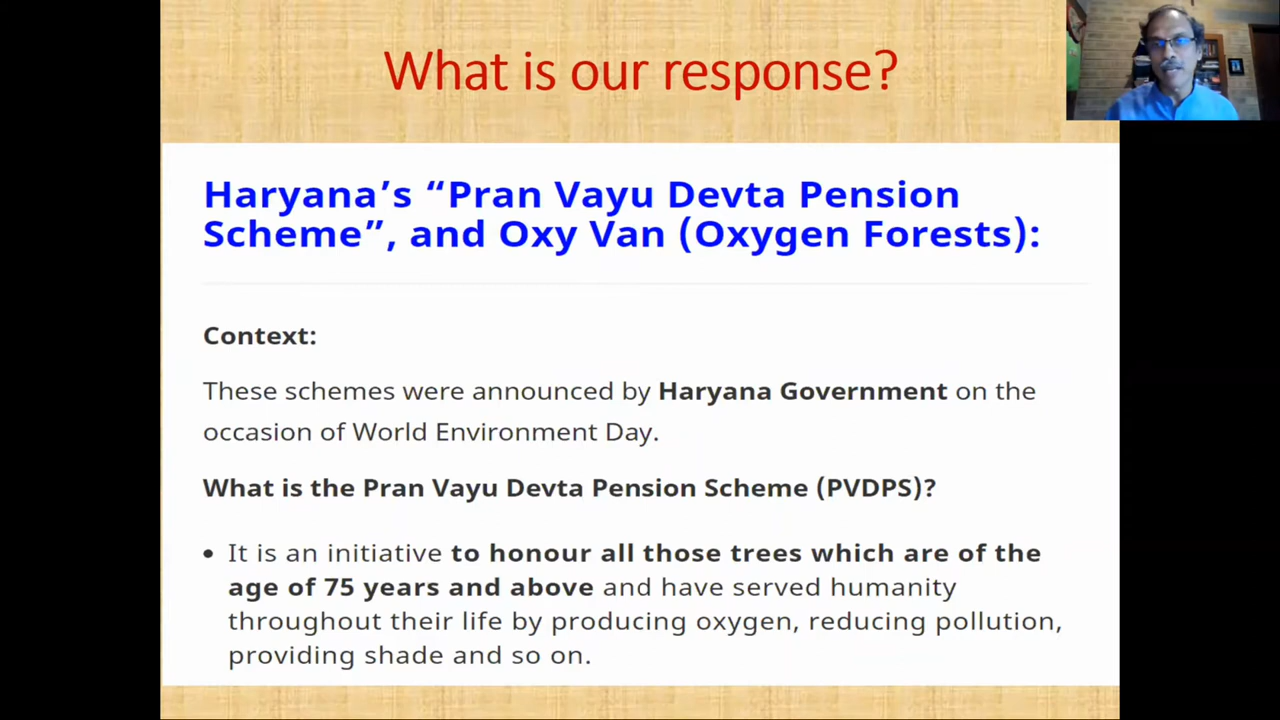 What is our response?
Haryana’s “Pran Vayu Devta Pension
Scheme”, and Oxy Van (Oxygen Forests):
Context:
These schemes were announced by Haryana Government on the
occasion of World Environment Day.
What is the Pran Vayu Devta Pension Scheme (PVDPS)?
• It is an initiative to honour all those trees which are of the
age of 75 years and above and have served humanity
throughout their life by producing oxygen, reducing pollution,
providing shade and so on.